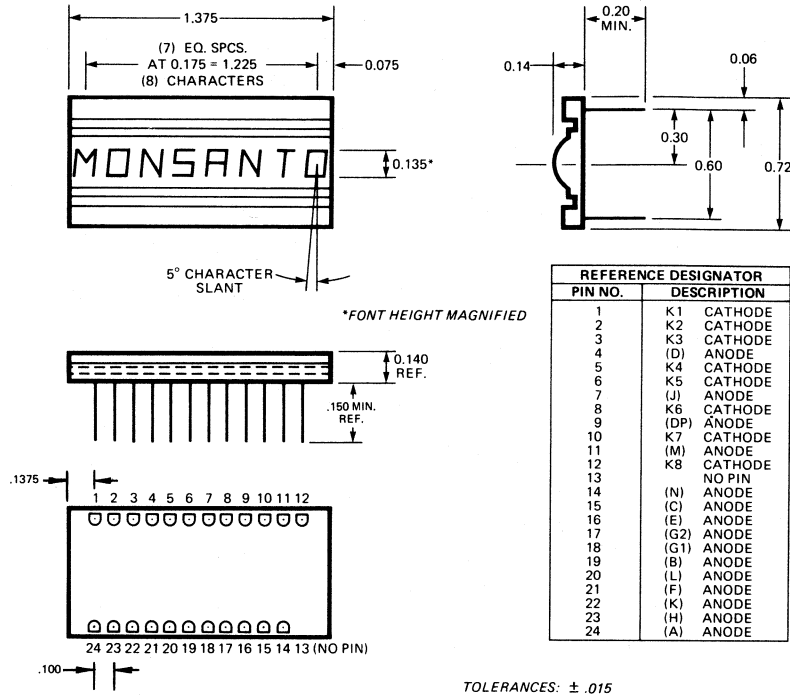 1.375
(7) EQ. SPCS.
AT 0.175 = 1.225
(8) CHARACTERS
0.075
MONSANTO
0.135*
5° CHARACTER
SLANT
*FONT HEIGHT MAGNIFIED
0.20
MIN.
0.14
0.06
0.30
0.60
0.72
0.140
REF.
.150 MIN.
REF.
.1375
1 2 3 4 5 6 7 8 9 10 11 12
24 23 22 21 20 19 18 17 16 15 14 13 (NO PIN)
.100
REFERENCE DESIGNATOR
PIN NO. DESCRIPTION
1 K1 CATHODE
2 K2 CATHODE
3 K3 CATHODE
4 (D) ANODE
5 K4 CATHODE
6 K5 CATHODE
7 (J) ANODE
8 K6 CATHODE
9 (DP) ANODE
10 K7 CATHODE
11 (M) ANODE
12 K8 CATHODE
13 NO PIN
14 (N) ANODE
15 (C) ANODE
16 (E) ANODE
17 (G2) ANODE
18 (G1) ANODE
19 (B) ANODE
20 (L) ANODE
21 (F) ANODE
22 (K) ANODE
23 (H) ANODE
24 (A) ANODE
TOLERANCES: ± .015